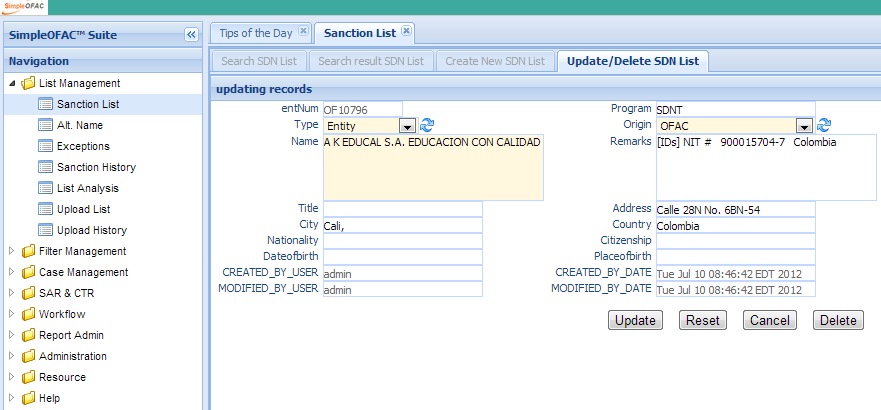 SimpleOFAC
SimpleOFAC™ Suite
Navigation
List Management
Sanction List
Alt. Name
Exceptions
Sanction History
List Analysis
Upload List
Upload History
Filter Management
Case Management
SAR & CTR
Workflow
Report Admin
Administration
Resource
Help
Tips of the Day Sanction List
Search SDN List Search result SDN List Create New SDN List Update/Delete SDN List
updating records
entNum OF10796 Program SDNT
Type Entity Origin OFAC
Name A K EDUCAL S.A. EDUCACION CON CALIDAD Remarks [IDs] NIT # 900015704-7 Colombia
Title Address Calle 28N No. 6BN-54
City Cali, Country Colombia
Nationality Citizenship
Dateofbirth Placeofbirth
CREATED_BY_USER admin CREATED_BY_DATE Tue Jul 10 08:46:42 EDT 2012
MODIFIED_BY_USER admin MODIFIED_BY_DATE Tue Jul 10 08:46:42 EDT 2012
Update Reset Cancel Delete